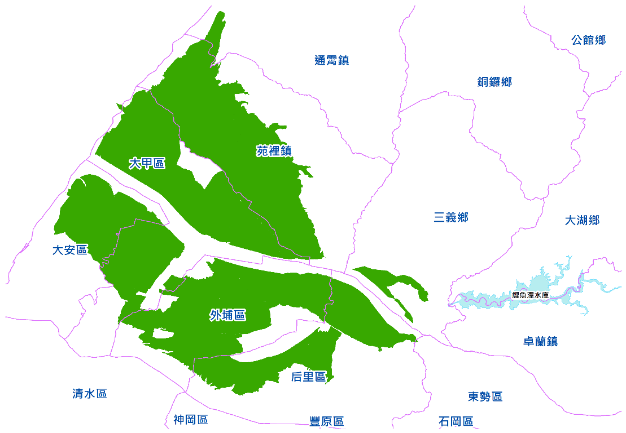 公館鄉
通霄鎮
銅鑼鄉
苑裡鎮
大甲區
三義鄉
大湖鄉
大安區
鯉魚潭水庫
外埔區
卓蘭鎮
后里區
清水區
東勢區
神岡區
豐原區
石岡區